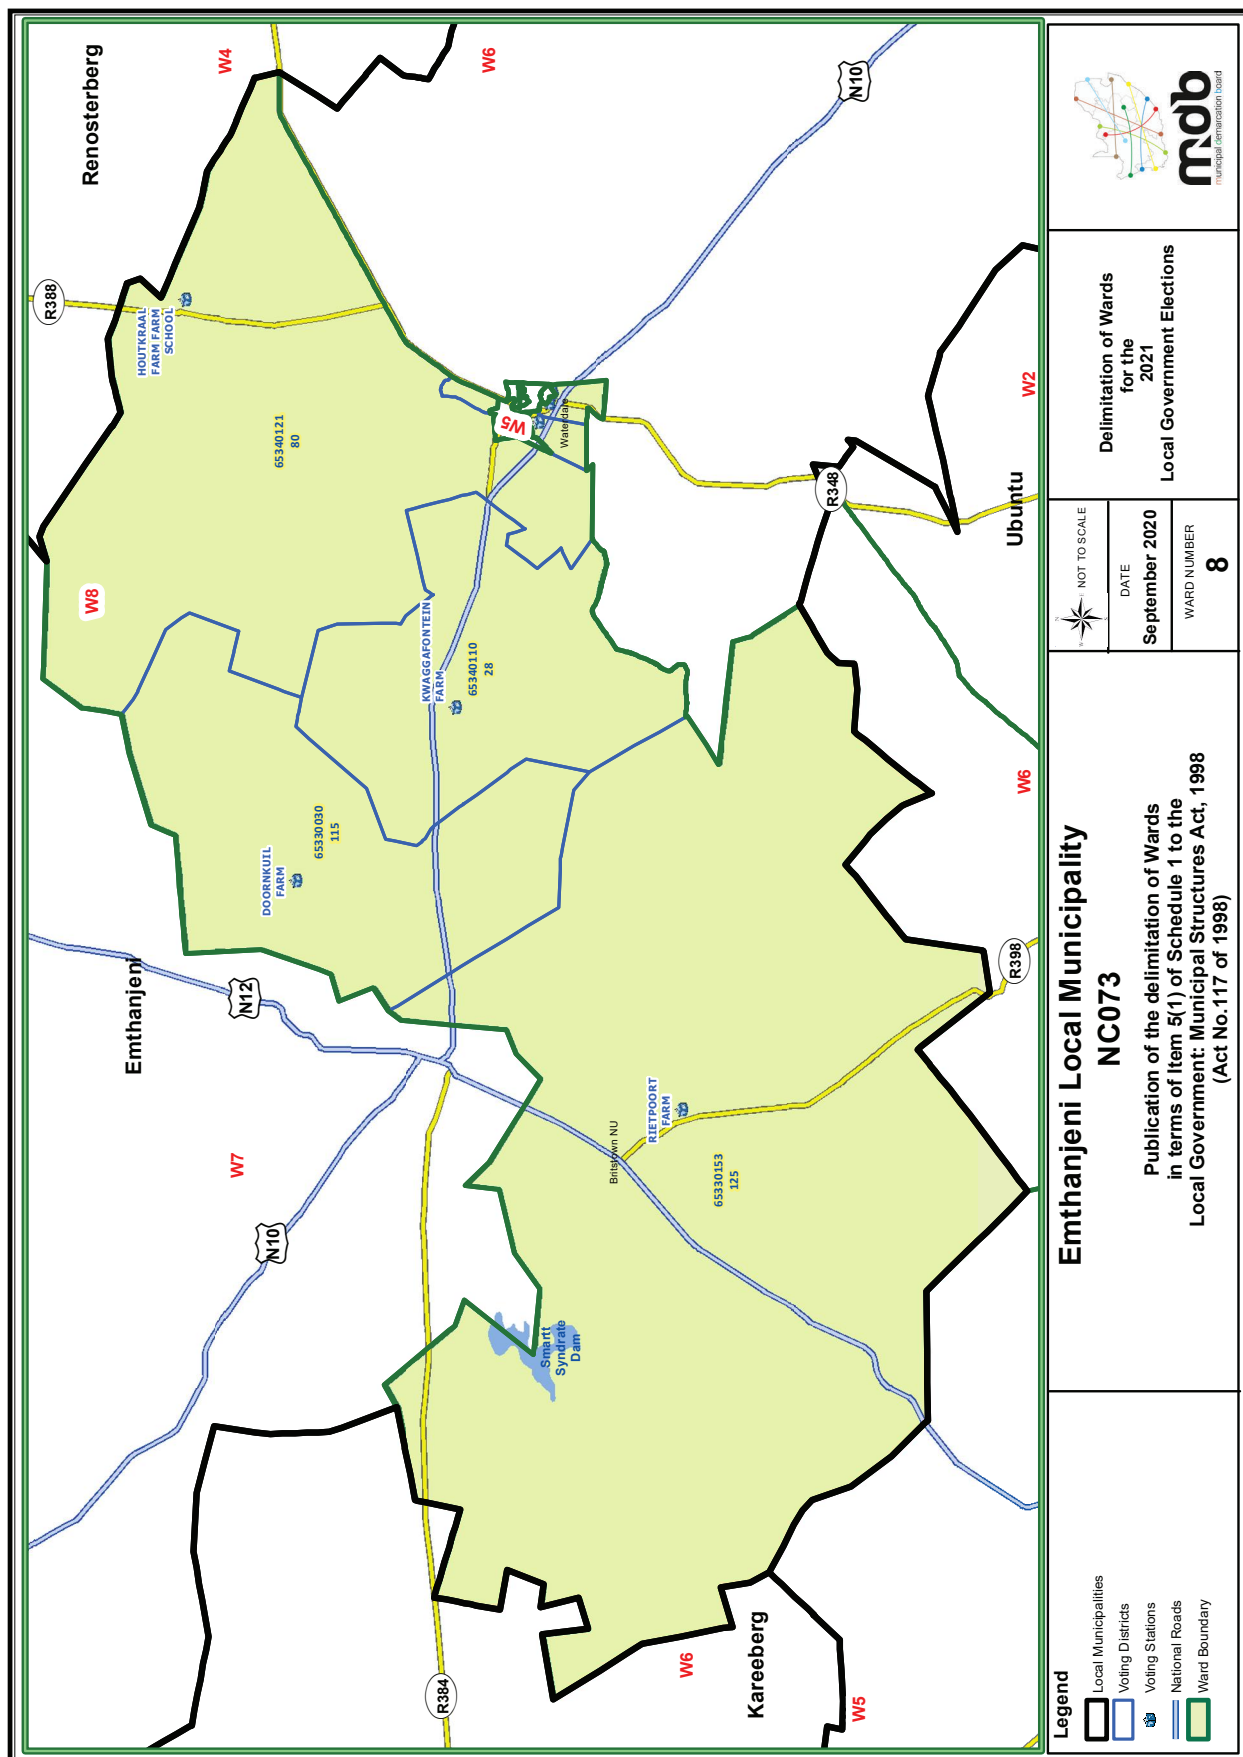 Renosterberg
W4
W6
N10
R388
HOUTKRAAL
FARM FARM
SCHOOL
65340121
80
W5
Waterdale
W8
KWAGGAFONTEIN
FARM
65340110
28
R348
W2
Ubuntu
DOORNKUIL
FARM
65330030
115
Emthanjeni
N12
W7
N10
W6
R398
RIETPOORT
FARM
Britstown NU
65330153
125
Smartt
Syndrate
Dam
R384
Kareeberg
W6
W5
Legend
Local Municipalities
Voting Districts
Voting Stations
National Roads
Ward Boundary
Emthanjeni Local Municipality
NC073
Publication of the delimitation of Wards
in terms of Item 5(1) of Schedule 1 to the
Local Government: Municipal Structures Act, 1998
(Act No.117 of 1998)
N
W
E
S
NOT TO SCALE
DATE
September 2020
WARD NUMBER
8
Delimitation of Wards
for the
2021
Local Government Elections
mdb
municipal demarcation board